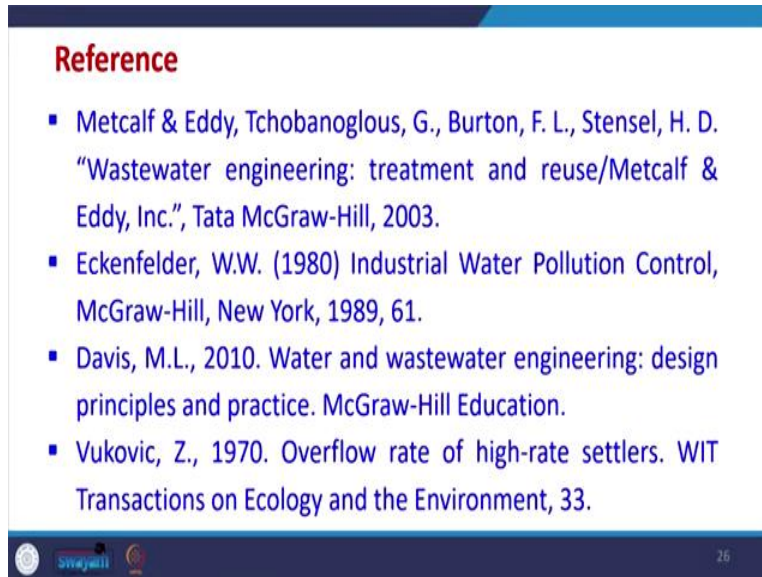 Reference
▪ Metcalf & Eddy, Tchobanoglous, G., Burton, F. L., Stensel, H. D.
“Wastewater engineering: treatment and reuse/Metcalf &
Eddy, Inc.”, Tata McGraw-Hill, 2003.
▪ Eckenfelder, W.W. (1980) Industrial Water Pollution Control,
McGraw-Hill, New York, 1989, 61.
▪ Davis, M.L., 2010. Water and wastewater engineering: design
principles and practice. McGraw-Hill Education.
▪ Vukovic, Z., 1970. Overflow rate of high-rate settlers. WIT
Transactions on Ecology and the Environment, 33.
swayam
26